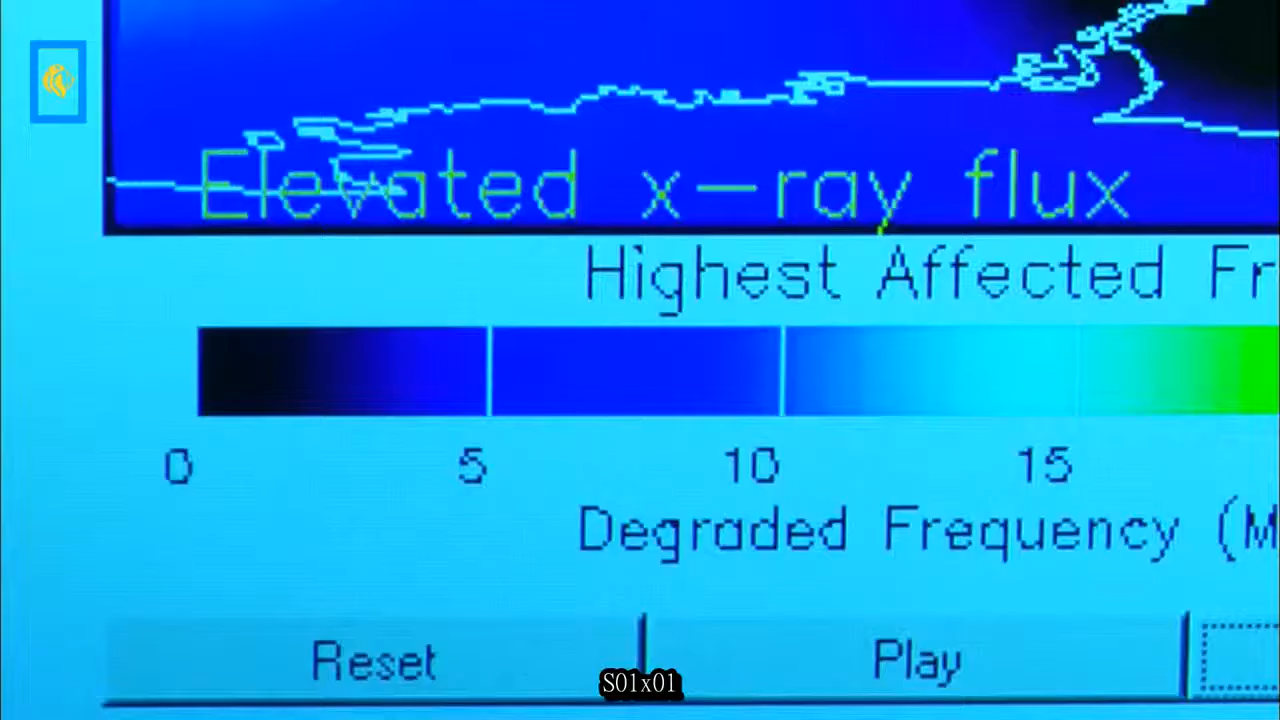 Elevated x-ray flux
Highest Affected Fr
0 5 10 15
Degraded Frequency (M
Reset Play
S01x01